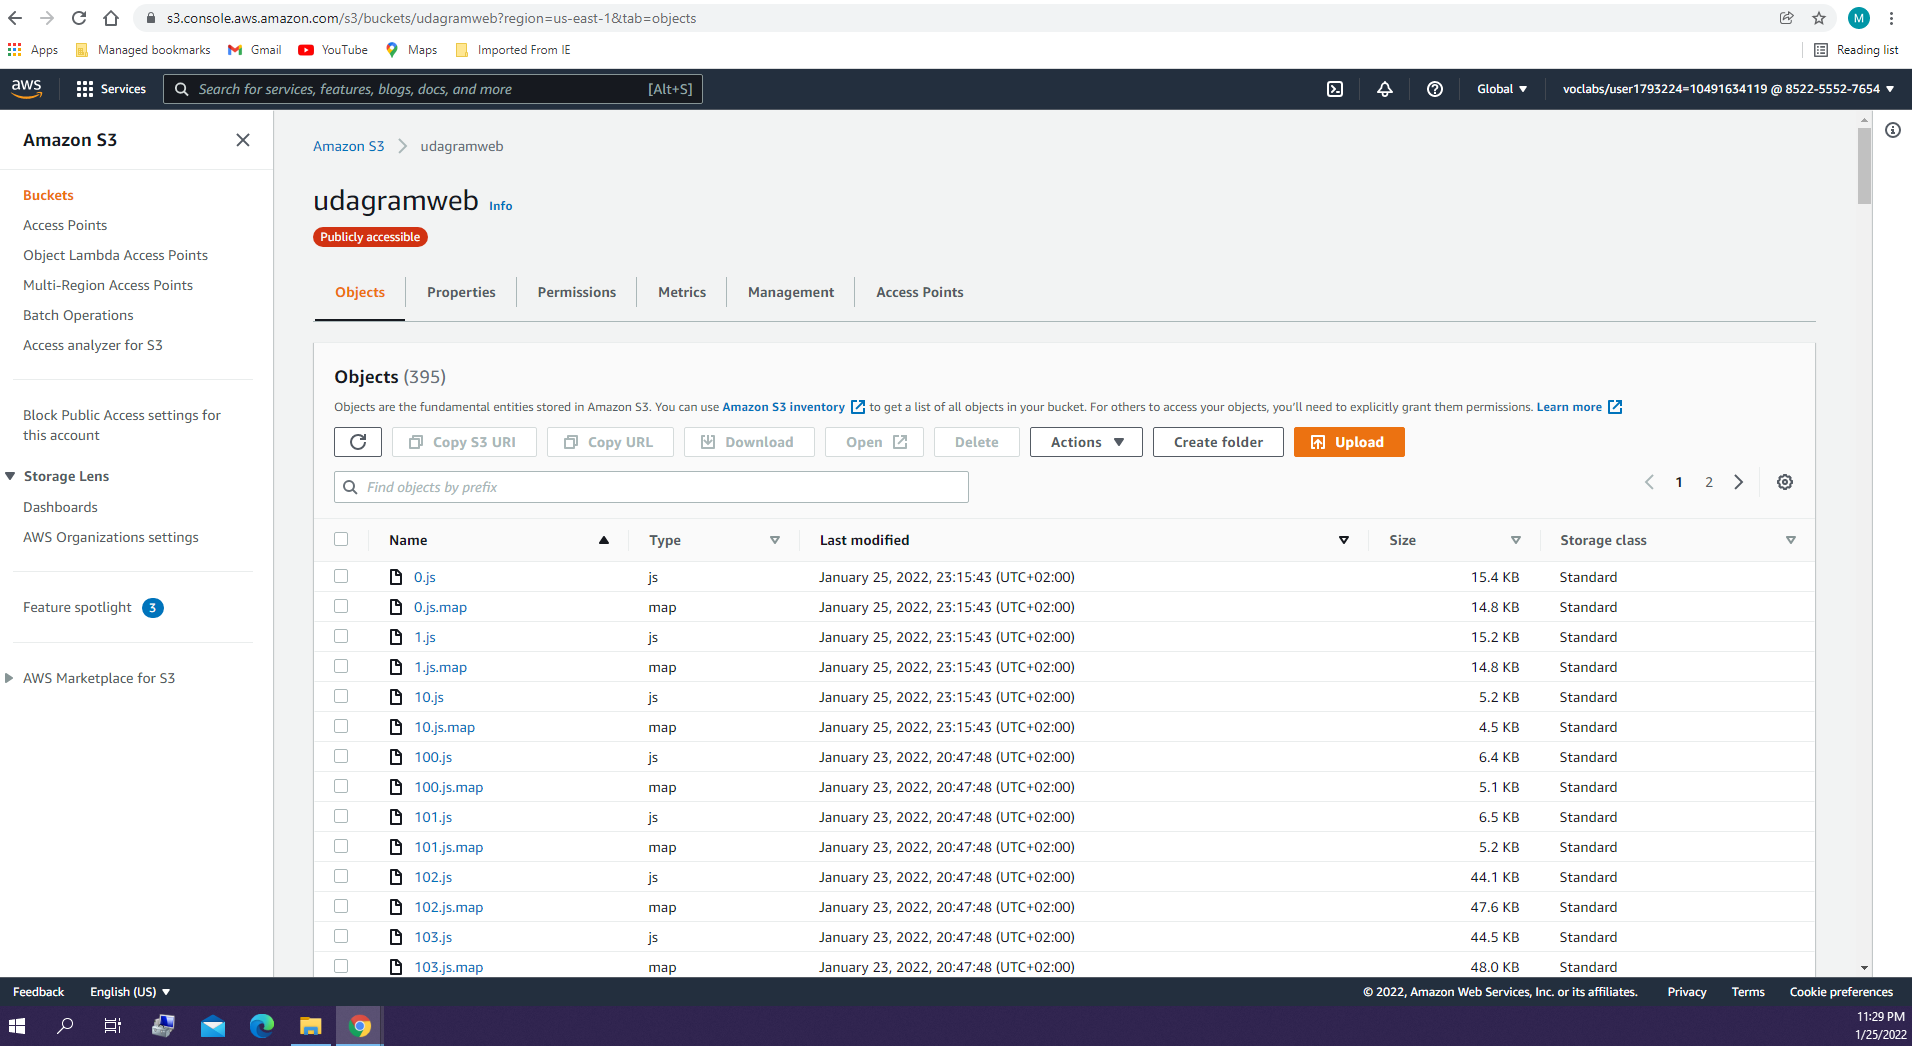 s3.console.aws.amazon.com/s3/buckets/udagramweb?region=us-east-1&tab=objects
M
Apps Managed bookmarks Gmail YouTube Maps Imported From IE Reading list
aws Services Search for services, features, blogs, docs, and more [Alt+S] Global voclabs/user1793224=10491634119 @ 8522-5552-7654
Amazon S3
Buckets
Access Points
Object Lambda Access Points
Multi-Region Access Points
Batch Operations
Access analyzer for S3
Block Public Access settings for
this account
Storage Lens
Dashboards
AWS Organizations settings
Feature spotlight 3
AWS Marketplace for S3
Amazon S3 udagramweb
udagramweb Info
Publicly accessible
Objects Properties Permissions Metrics Management Access Points
Objects (395)
Objects are the fundamental entities stored in Amazon S3. You can use Amazon S3 inventory to get a list of all objects in your bucket. For others to access your objects, you'll need to explicitly grant them permissions. Learn more
Copy S3 URI Copy URL Download Open Delete Actions Create folder Upload
Find objects by prefix 1 2
Name Type Last modified Size Storage class
0.js js January 25, 2022, 23:15:43 (UTC+02:00) 15.4 KB Standard
0.js.map map January 25, 2022, 23:15:43 (UTC+02:00) 14.8 KB Standard
1.js js January 25, 2022, 23:15:43 (UTC+02:00) 15.2 KB Standard
1.js.map map January 25, 2022, 23:15:43 (UTC+02:00) 14.8 KB Standard
10.js js January 25, 2022, 23:15:43 (UTC+02:00) 5.2 KB Standard
10.js.map map January 25, 2022, 23:15:43 (UTC+02:00) 4.5 KB Standard
100.js js January 23, 2022, 20:47:48 (UTC+02:00) 6.4 KB Standard
100.js.map map January 23, 2022, 20:47:48 (UTC+02:00) 5.1 KB Standard
101.js js January 23, 2022, 20:47:48 (UTC+02:00) 6.5 KB Standard
101.js.map map January 23, 2022, 20:47:48 (UTC+02:00) 5.2 KB Standard
102.js js January 23, 2022, 20:47:48 (UTC+02:00) 44.1 KB Standard
102.js.map map January 23, 2022, 20:47:48 (UTC+02:00) 47.6 KB Standard
103.js js January 23, 2022, 20:47:48 (UTC+02:00) 44.5 KB Standard
103.js.map map January 23, 2022, 20:47:48 (UTC+02:00) 48.0 KB Standard
Feedback English (US) © 2022, Amazon Web Services, Inc. or its affiliates. Privacy Terms Cookie preferences
11:29 PM
1/25/2022